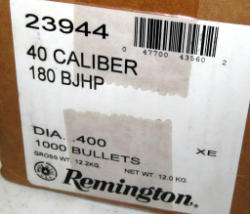 23944
0 47700 43560 2
40 CALIBER
180 BJHP
DIA. .400
1000 BULLETS
XE
GROSS WT. 12.2KG. NET WT. 12.0 KG.
Remington.